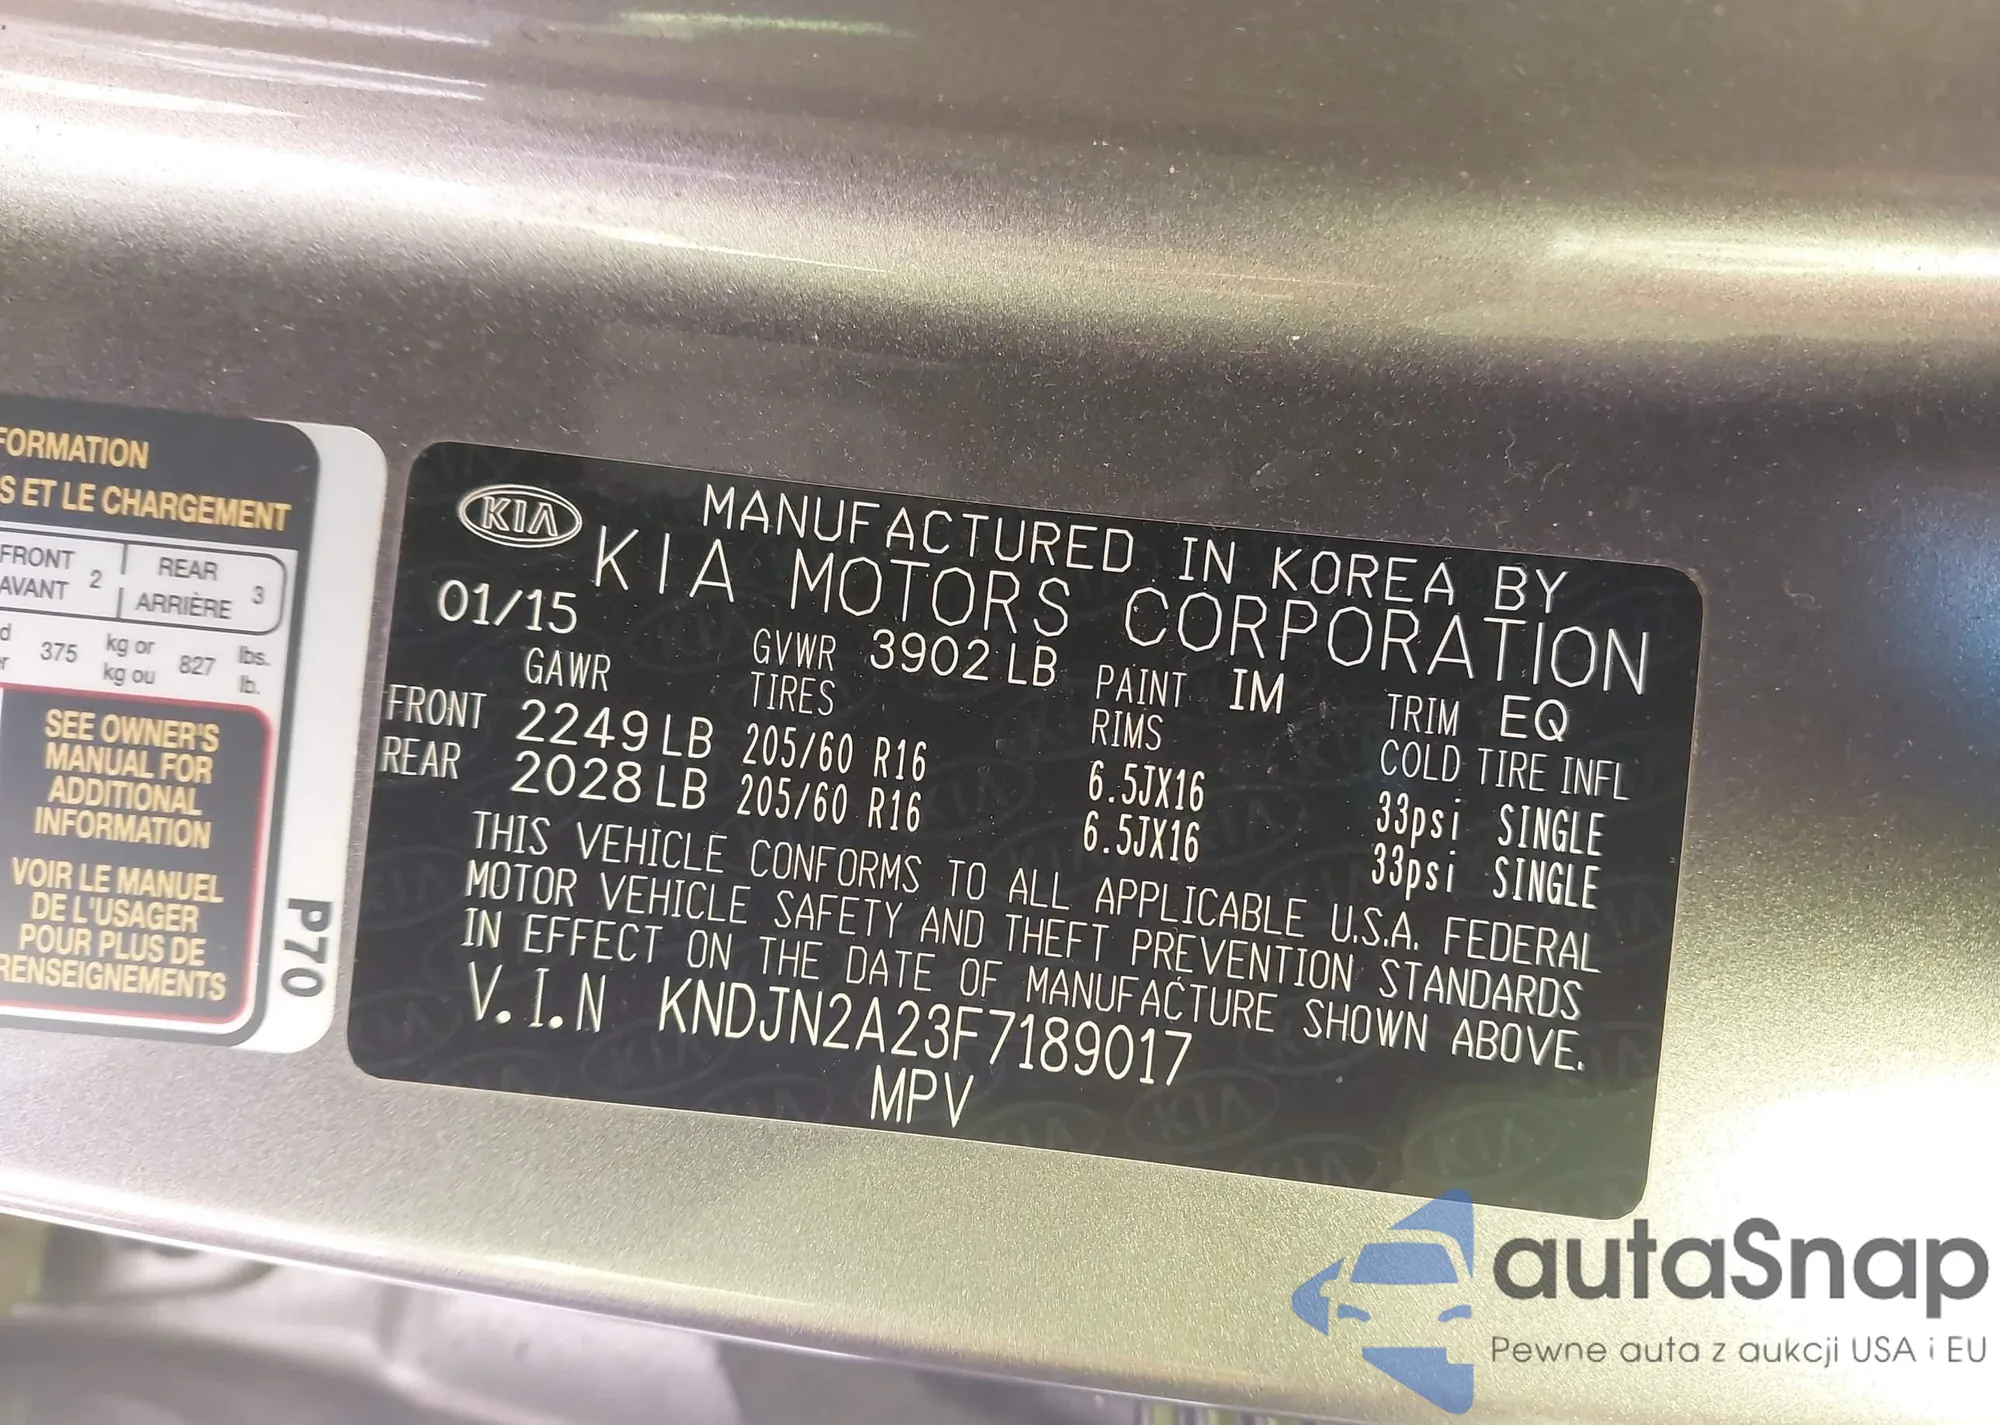 FORMATION
S ET LE CHARGEMENT
FRONT 2 REAR 3
AVANT ARRIÈRE
375 kg or 827 lbs.
kg ou lb.
SEE OWNER'S
MANUAL FOR
ADDITIONAL
INFORMATION
VOIR LE MANUEL
DE L'USAGER
POUR PLUS DE
RENSEIGNEMENTS
P70
KIA
MANUFACTURED IN KOREA BY
KIA MOTORS CORPORATION
01/15 GVWR 3902 LB PAINT IM TRIM EQ
GAWR TIRES RIMS COLD TIRE INFL
FRONT 2249 LB 205/60 R16 6.5JX16 33psi SINGLE
REAR 2028 LB 205/60 R16 6.5JX16 33psi SINGLE
THIS VEHICLE CONFORMS TO ALL APPLICABLE U.S.A. FEDERAL
MOTOR VEHICLE SAFETY AND THEFT PREVENTION STANDARDS
IN EFFECT ON THE DATE OF MANUFACTURE SHOWN ABOVE.
V.I.N KNDJN2A23F7189017
MPV
autaSnap
Pewne auta z aukcji USA i EU